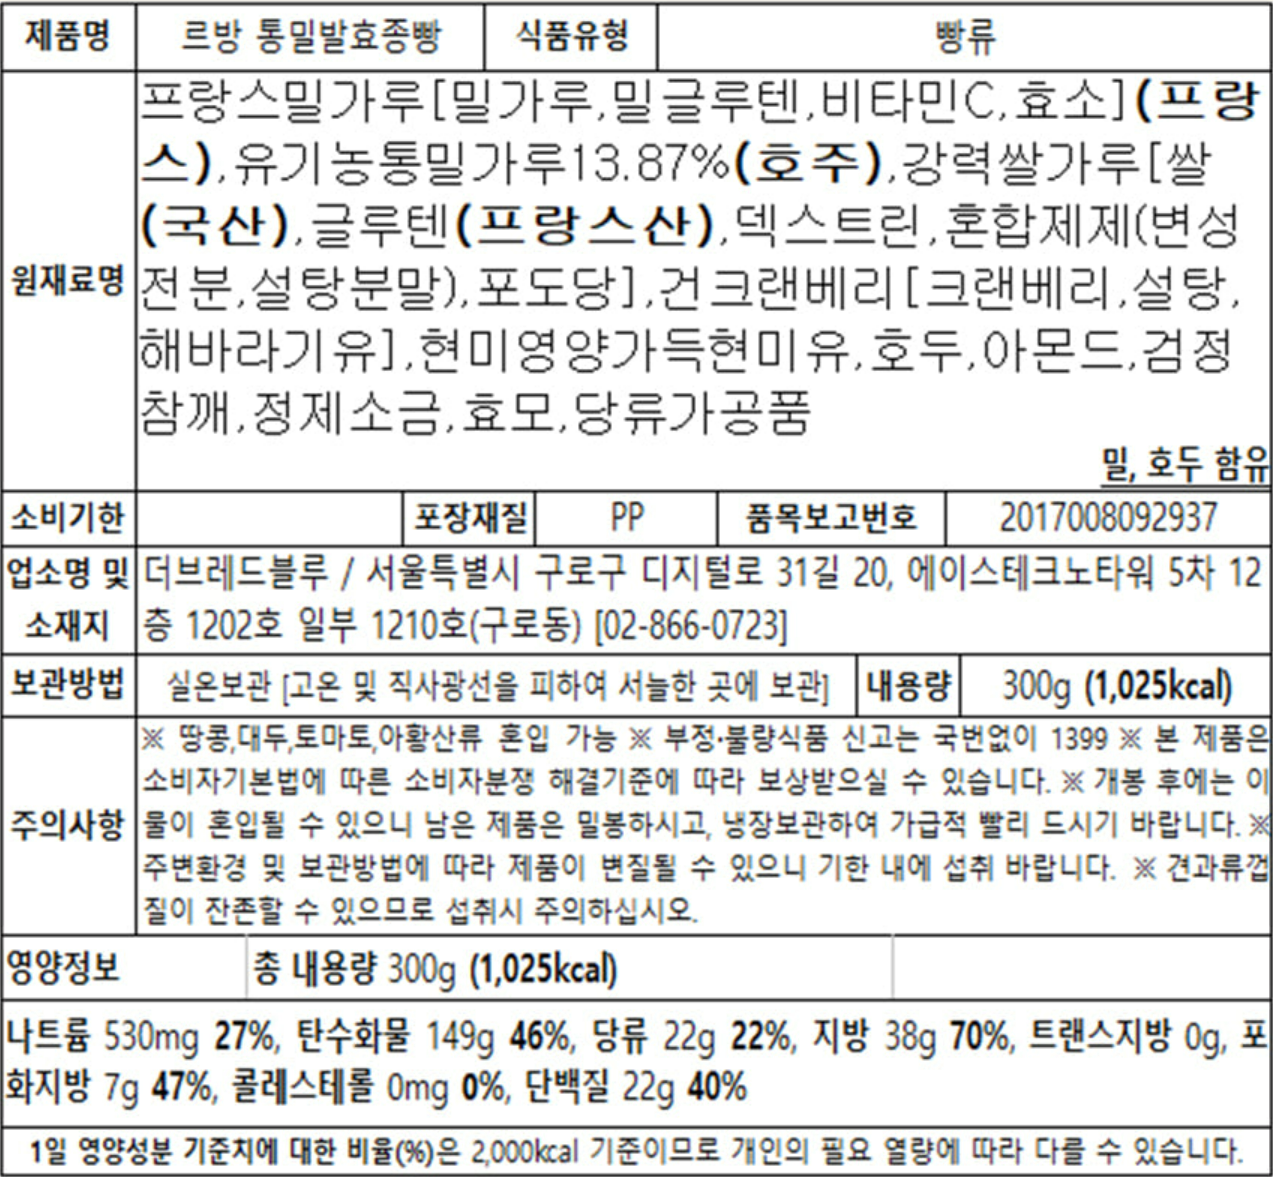 제품명 르방 통밀발효종빵 식품유형 빵류
원재료명
프랑스밀가루[밀가루,밀글루텐,비타민C,효소](프랑
스),유기농통밀가루13.87%(호주),강력쌀가루[쌀
(국산),글루텐(프랑스산),덱스트린,혼합제제(변성
전분,설탕분말),포도당],건크랜베리[크랜베리,설탕,
해바라기유],현미영양가득현미유,호두,아몬드,검정
참깨,정제소금,효모,당류가공품
밀, 호두 함유
소비기한 포장재질 PP 품목보고번호 2017008092937
업소명 및
소재지
더브레드블루 / 서울특별시 구로구 디지털로 31길 20, 에이스테크노타워 5차 12
층 1202호 일부 1210호(구로동) [02-866-0723]
보관방법 실온보관 [고온 및 직사광선을 피하여 서늘한 곳에 보관] 내용량 300g (1,025kcal)
주의사항
※ 땅콩,대두,토마토,아황산류 혼입 가능 ※ 부정·불량식품 신고는 국번없이 1399 ※ 본 제품은
소비자기본법에 따른 소비자분쟁 해결기준에 따라 보상받으실 수 있습니다. ※ 개봉 후에는 이
물이 혼입될 수 있으니 남은 제품은 밀봉하시고, 냉장보관하여 가급적 빨리 드시기 바랍니다. ※
주변환경 및 보관방법에 따라 제품이 변질될 수 있으니 기한 내에 섭취 바랍니다. ※ 견과류껍
질이 잔존할 수 있으므로 섭취시 주의하십시오.
영양정보 총 내용량 300g (1,025kcal)
나트륨 530mg 27%, 탄수화물 149g 46%, 당류 22g 22%, 지방 38g 70%, 트랜스지방 0g, 포
화지방 7g 47%, 콜레스테롤 0mg 0%, 단백질 22g 40%
1일 영양성분 기준치에 대한 비율(%)은 2,000kcal 기준이므로 개인의 필요 열량에 따라 다를 수 있습니다.